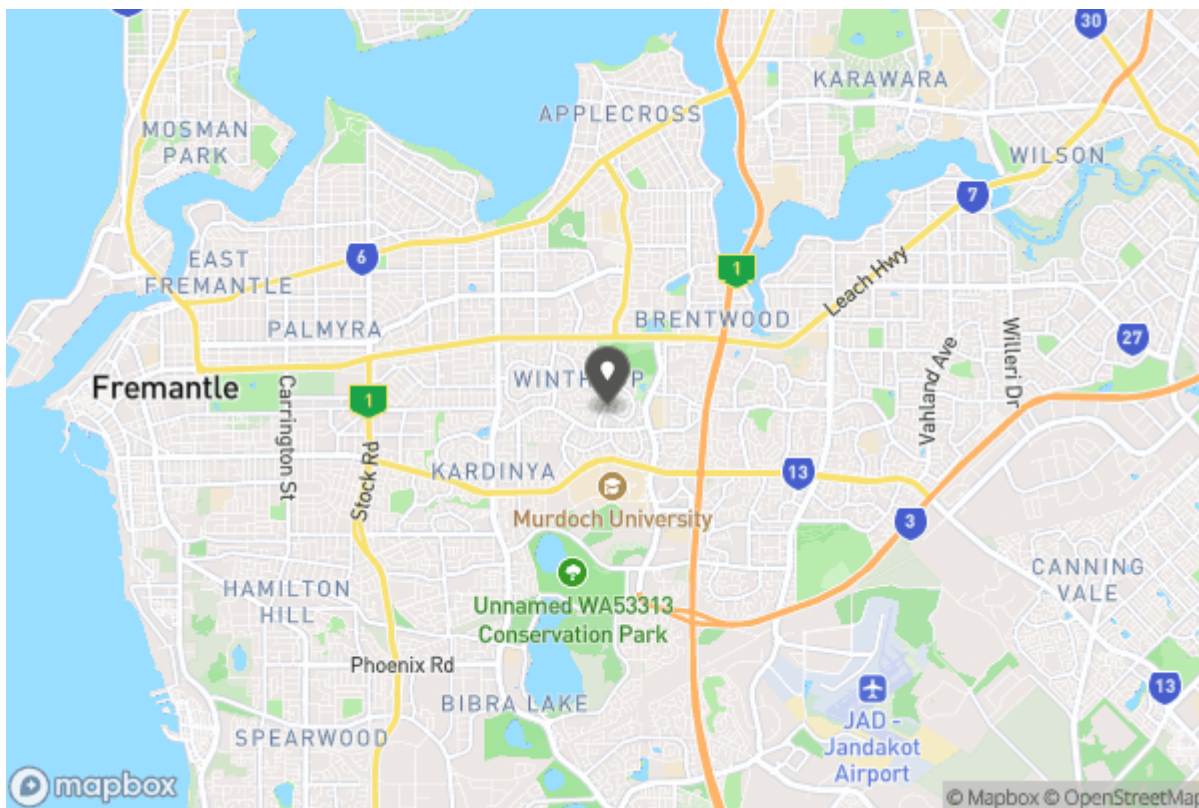 30
KARAWARA
APPLECROSS
MOSMAN
PARK
WILSON
7
EAST
FREMANTLE
6
1
Leach Hwy
BRENTWOOD
PALMYRA
27
Willeri Dr
Vahland Ave
Fremantle
Carrington St
1
Stock Rd
KARDINYA
13
Murdoch University
3
CANNING
VALE
HAMILTON
HILL
Unnamed WA53313
Conservation Park
Phoenix Rd
BIBRA LAKE
13
SPEARWOOD
JAD -
Jandakot
Airport
mapbox
© Mapbox © OpenStreetMap